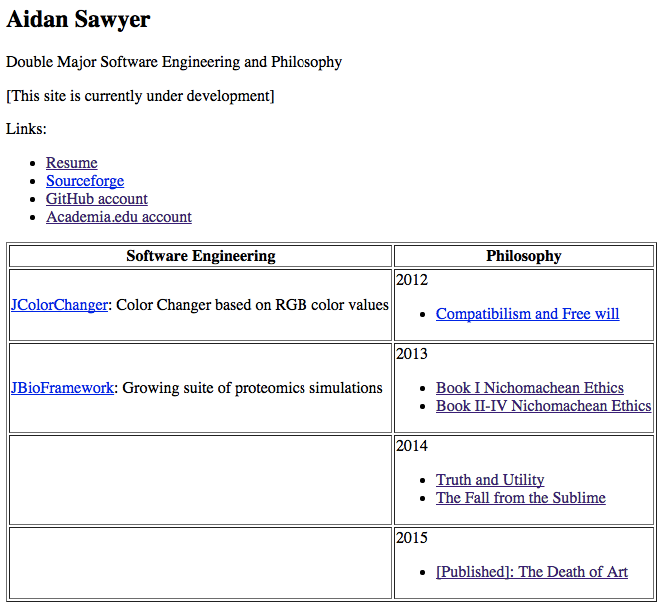 Aidan Sawyer
Double Major Software Engineering and Philosophy
[This site is currently under development]
Links:
Resume
Sourceforge
GitHub account
Academia.edu account
Software Engineering
Philosophy
JColorChanger: Color Changer based on RGB color values
2012
Compatibilism and Free will
JBioFramework: Growing suite of proteomics simulations
2013
Book I Nichomachean Ethics
Book II-IV Nichomachean Ethics
2014
Truth and Utility
The Fall from the Sublime
2015
[Published]: The Death of Art